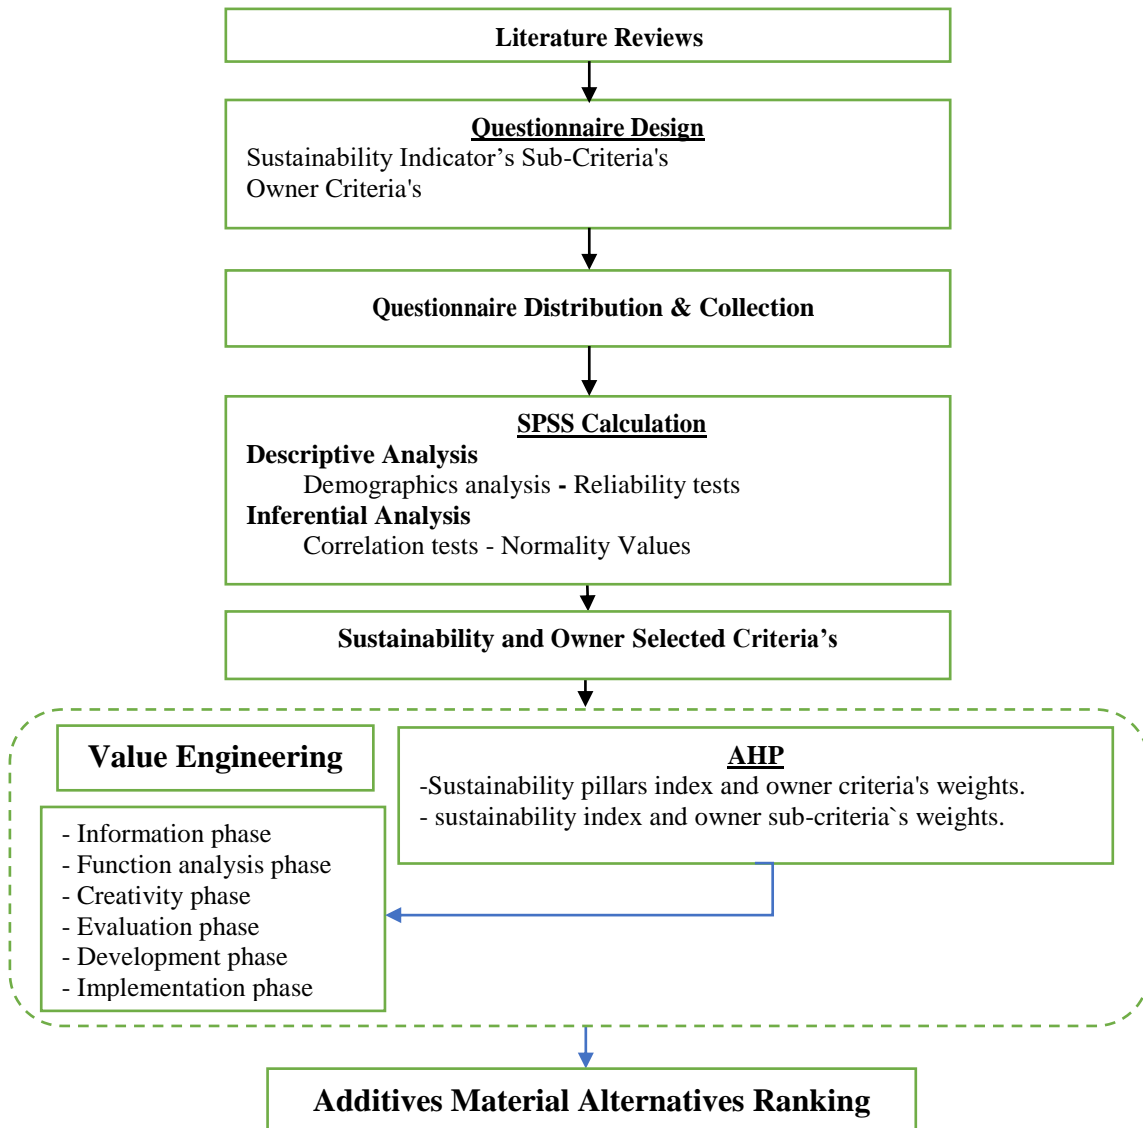 Literature Reviews
Questionnaire Design
Sustainability Indicator’s Sub-Criteria's
Owner Criteria's
Questionnaire Distribution & Collection
SPSS Calculation
Descriptive Analysis
Demographics analysis - Reliability tests
Inferential Analysis
Correlation tests - Normality Values
Sustainability and Owner Selected Criteria’s
Value Engineering
- Information phase
- Function analysis phase
- Creativity phase
- Evaluation phase
- Development phase
- Implementation phase
AHP
-Sustainability pillars index and owner criteria's weights.
- sustainability index and owner sub-criteria`s weights.
Additives Material Alternatives Ranking